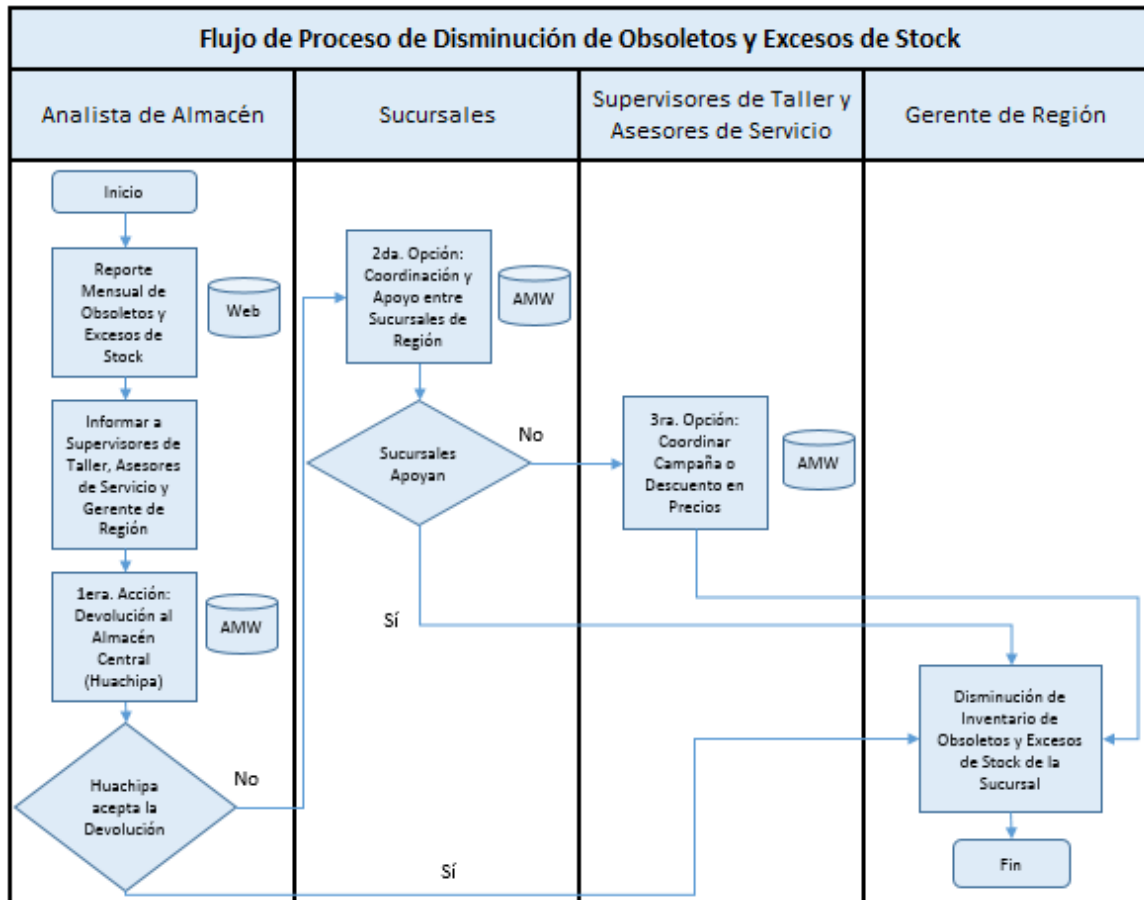 Flujo de Proceso de Disminución de Obsoletos y Excesos de Stock
Analista de Almacén
Sucursales
Supervisores de Taller y
Asesores de Servicio
Gerente de Región
Inicio
Reporte
Mensual de
Obsoletos y
Excesos de
Stock
Web
Informar a
Supervisores de
Taller, Asesores
de Servicio y
Gerente de
Región
1era. Acción:
Devolución al
Almacén
Central
(Huachipa)
AMW
Huachipa
acepta la
Devolución
No
Sí
2da. Opción:
Coordinación y
Apoyo entre
Sucursales de
Región
AMW
Sucursales
Apoyan
No
Sí
3ra. Opción:
Coordinar
Campaña o
Descuento en
Precios
AMW
Disminución de
Inventario de
Obsoletos y Excesos
de Stock de la
Sucursal
Fin